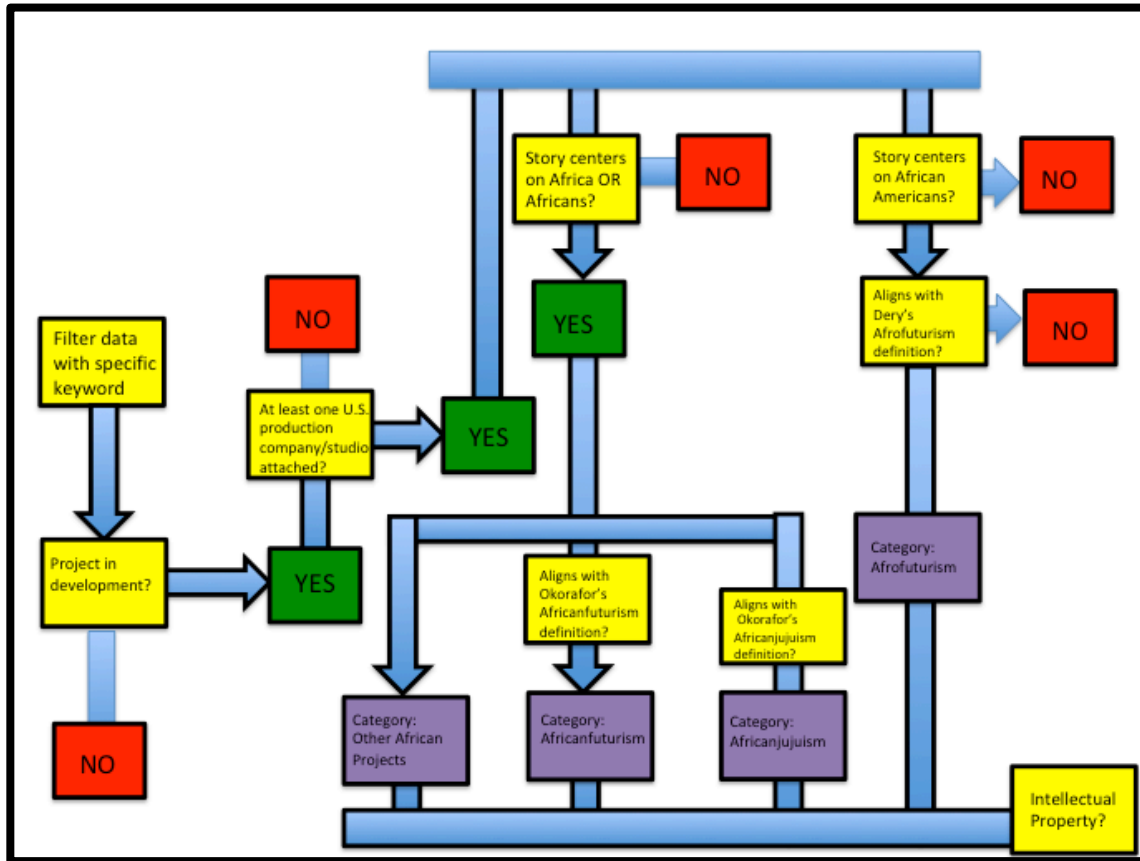 Story centers
on Africa OR
Africans?
NO
Story centers
on African
Americans?
NO
NO
YES
Aligns with
Dery's
Afrofuturism
definition?
NO
Filter data
with specific
keyword
At least one U.S.
production
company/studio
attached?
YES
Project in
development?
YES
Aligns with
Okorafor's
Africanfuturism
definition?
Aligns with
Okorafor's
Africanjujuism
definition?
Category:
Afrofuturism
NO
Category:
Other African
Projects
Category:
Africanfuturism
Category:
Africanjujuism
Intellectual
Property?